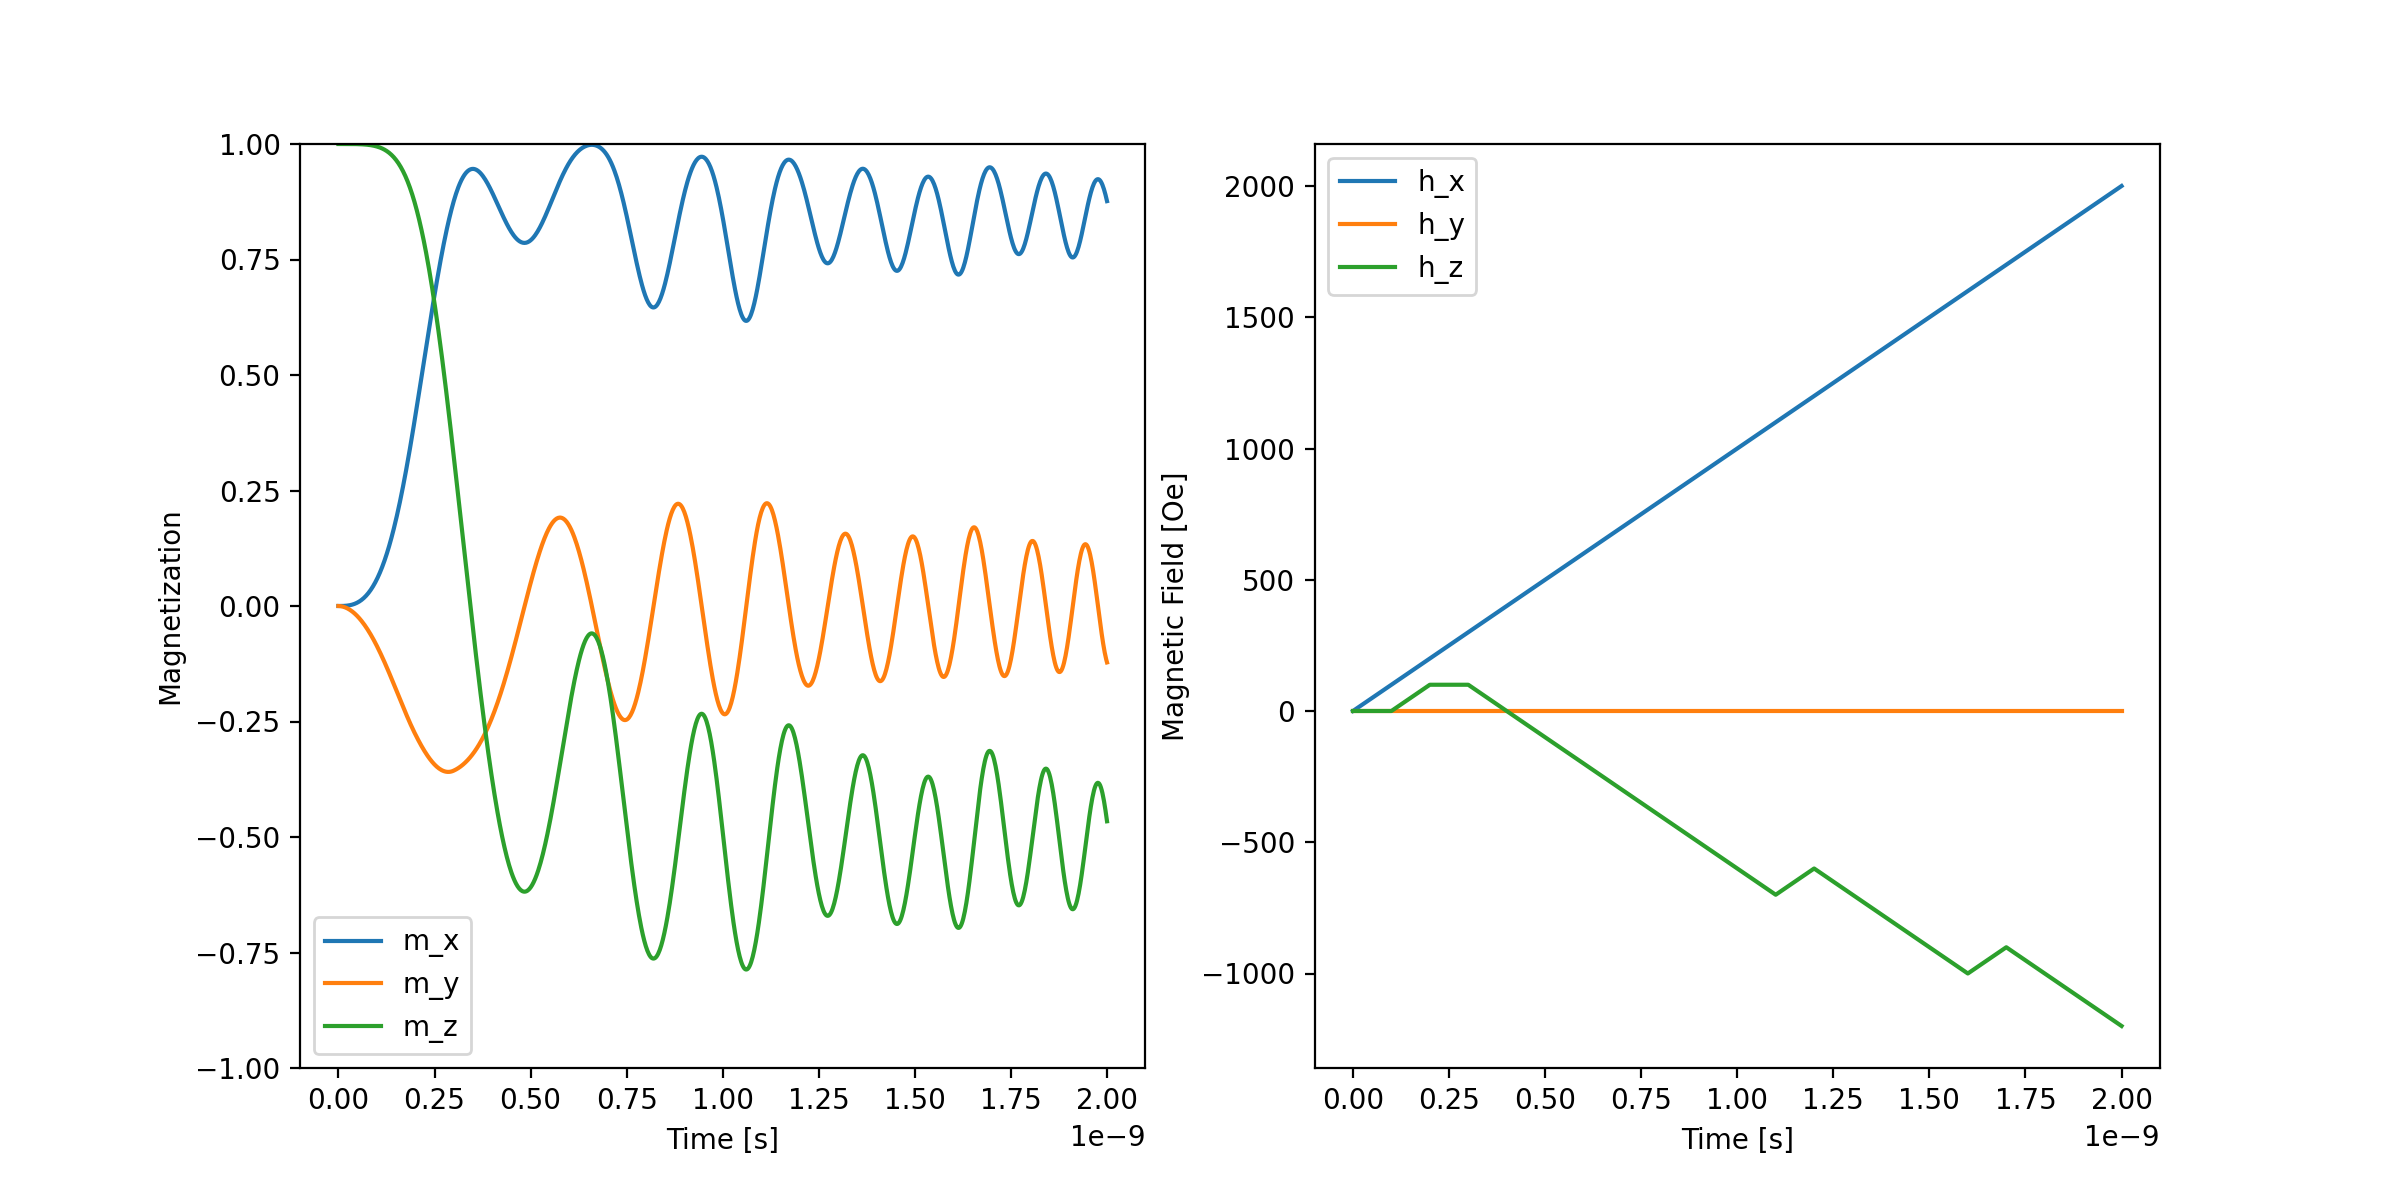 1.00
0.75
0.50
0.25
0.00
−0.25
−0.50
−0.75
−1.00
Magnetization
m_x
m_y
m_z
0.00 0.25 0.50 0.75 1.00 1.25 1.50 1.75 2.00
Time [s]
1e−9
2000
1500
1000
500
0
−500
−1000
Magnetic Field [Oe]
h_x
h_y
h_z
0.00 0.25 0.50 0.75 1.00 1.25 1.50 1.75 2.00
Time [s]
1e−9